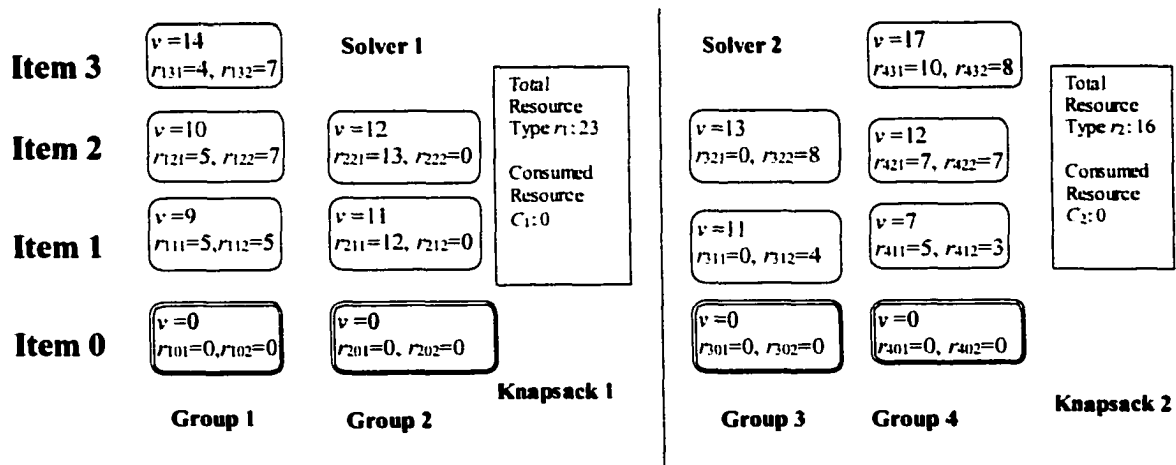 Item 3
v=14
r131=4, r132=7
Solver 1
Solver 2
v=17
r431=10, r432=8
Item 2
v=10
r121=5, r122=7
v=12
r221=13, r222=0
Total
Resource
Type r1: 23
Consumed
Resource
C1: 0
v=13
r321=0, r322=8
v=12
r421=7, r422=7
Total
Resource
Type r2: 16
Consumed
Resource
C2: 0
Item 1
v=9
r111=5,r112=5
v=11
r211=12, r212=0
v=11
r311=0, r312=4
v=7
r411=5, r412=3
Item 0
v=0
r101=0,r102=0
v=0
r201=0, r202=0
v=0
r301=0, r302=0
v=0
r401=0, r402=0
Knapsack 1
Knapsack 2
Group 1
Group 2
Group 3
Group 4